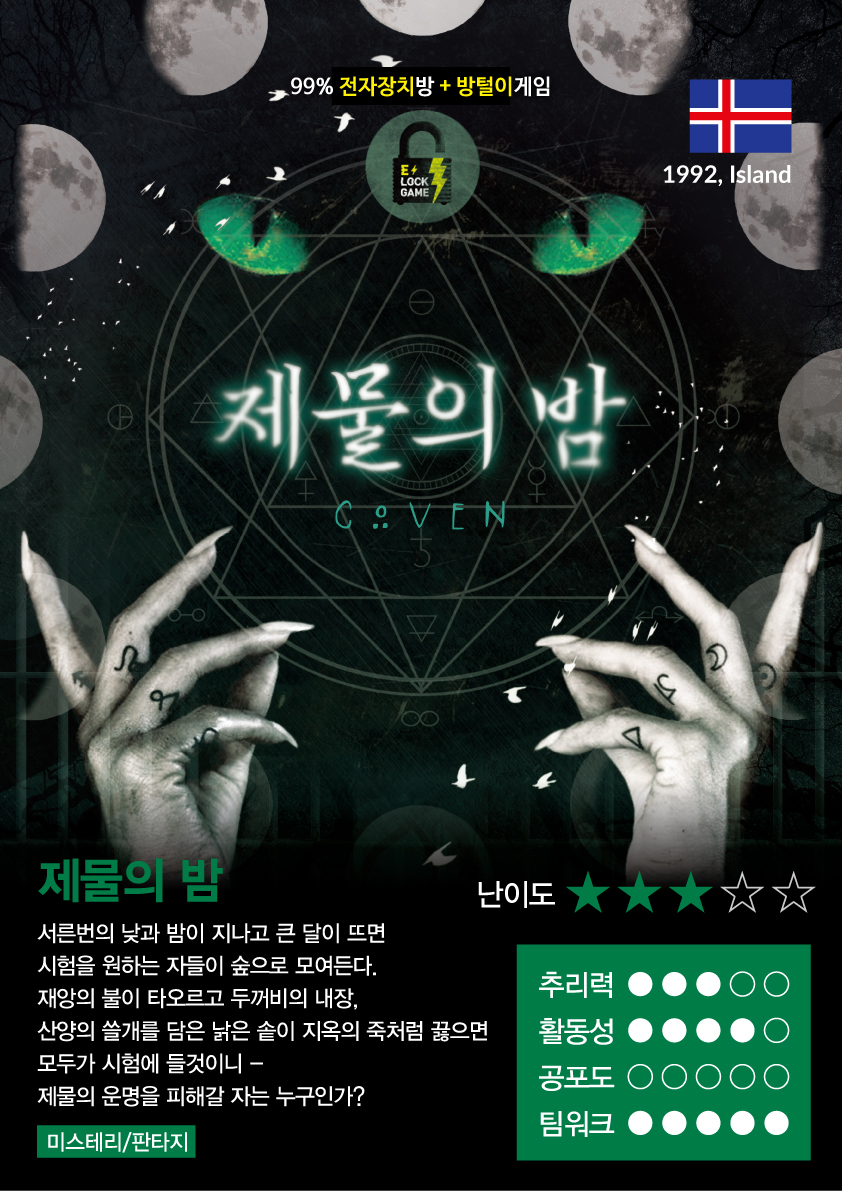 99% 전자장치방 + 방털이게임
E
LOCK
GAME
1992, Island
제물의 밤
COVEN
제물의 밤
난이도 ★★★☆☆
서른번의 낮과 밤이 지나고 큰 달이 뜨면
시험을 원하는 자들이 숲으로 모여든다.
재앙의 불이 타오르고 두꺼비의 내장,
산양의 쓸개를 담은 낡은 솥이 지옥의 죽처럼 끓으면
모두가 시험에 들것이니 –
제물의 운명을 피해갈 자는 누구인가?
미스테리/판타지
추리력 ●●●○○
활동성 ●●●●○
공포도 ○○○○○
팀워크 ●●●●●